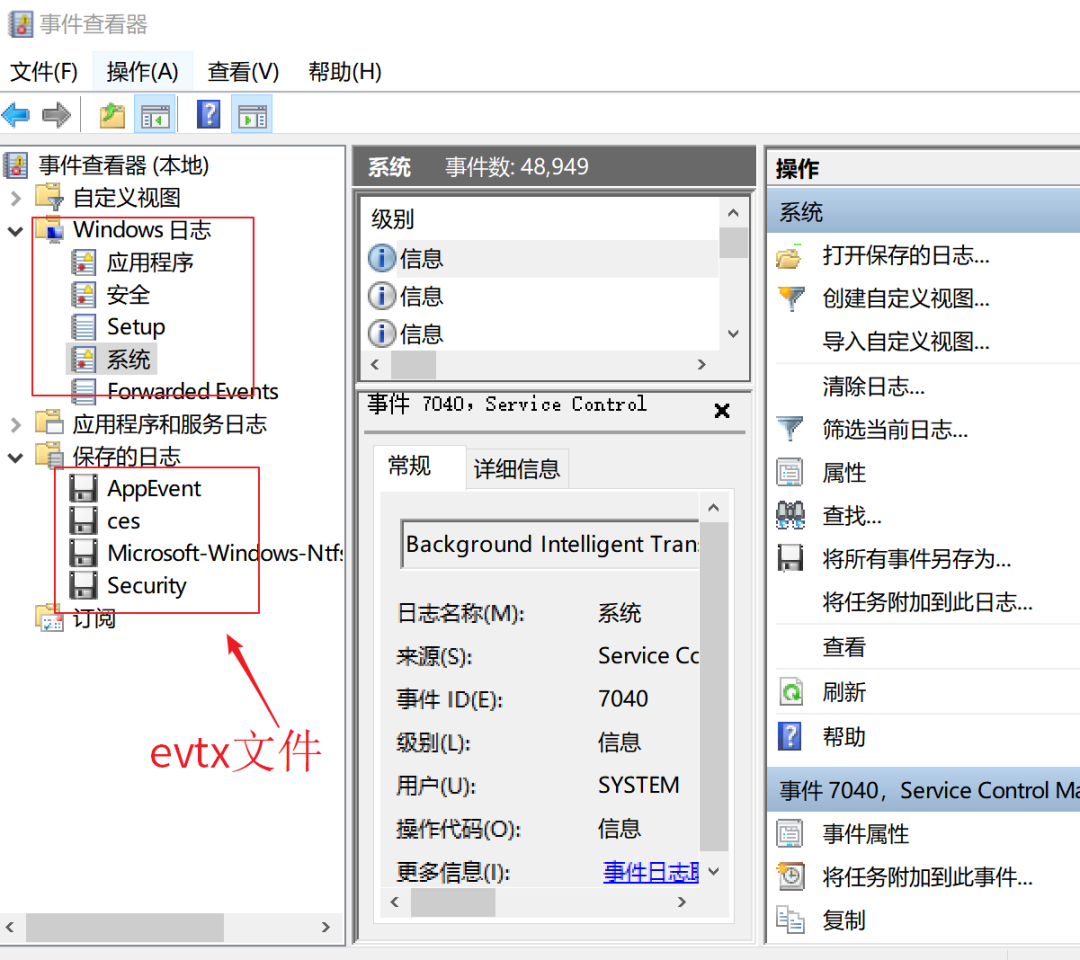 事件查看器
文件(F) 操作(A) 查看(V) 帮助(H)
事件查看器 (本地)
自定义视图
Windows 日志
应用程序
安全
Setup
系统
Forwarded Events
应用程序和服务日志
保存的日志
AppEvent
ces
Microsoft-Windows-Ntfs
Security
订阅
evtx文件
系统 事件数: 48,949
级别
信息
信息
信息
事件 7040，Service Control
常规 详细信息
Background Intelligent Tran
日志名称(M): 系统
来源(S): Service Co
事件 ID(E): 7040
级别(L): 信息
用户(U): SYSTEM
操作代码(O): 信息
更多信息(I): 事件日志
操作
系统
打开保存的日志...
创建自定义视图...
导入自定义视图...
清除日志...
筛选当前日志...
属性
查找...
将所有事件另存为...
将任务附加到此日志...
查看
刷新
帮助
事件 7040，Service Control Ma
事件属性
将任务附加到此事件...
复制